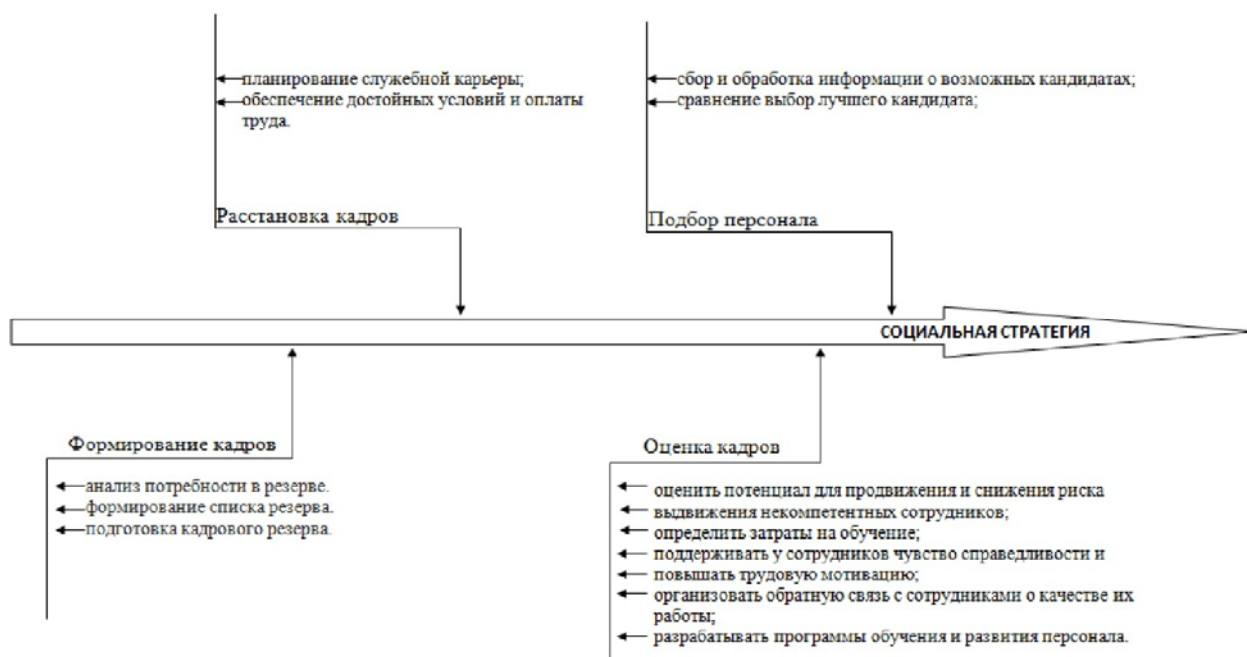 планирование служебной карьеры;
обеспечение достойных условий и оплаты
труда.
Расстановка кадров
сбор и обработка информации о возможных кандидатах;
сравнение выбор лучшего кандидата;
Подбор персонала
СОЦИАЛЬНАЯ СТРАТЕГИЯ
Формирование кадров
анализ потребности в резерве.
формирование списка резерва.
подготовка кадрового резерва.
Оценка кадров
оценить потенциал для продвижения и снижения риска
выдвижения некомпетентных сотрудников;
определить затраты на обучение;
поддерживать у сотрудников чувство справедливости и
повышать трудовую мотивацию;
организовать обратную связь с сотрудниками о качестве их
работы;
разрабатывать программы обучения и развития персонала.